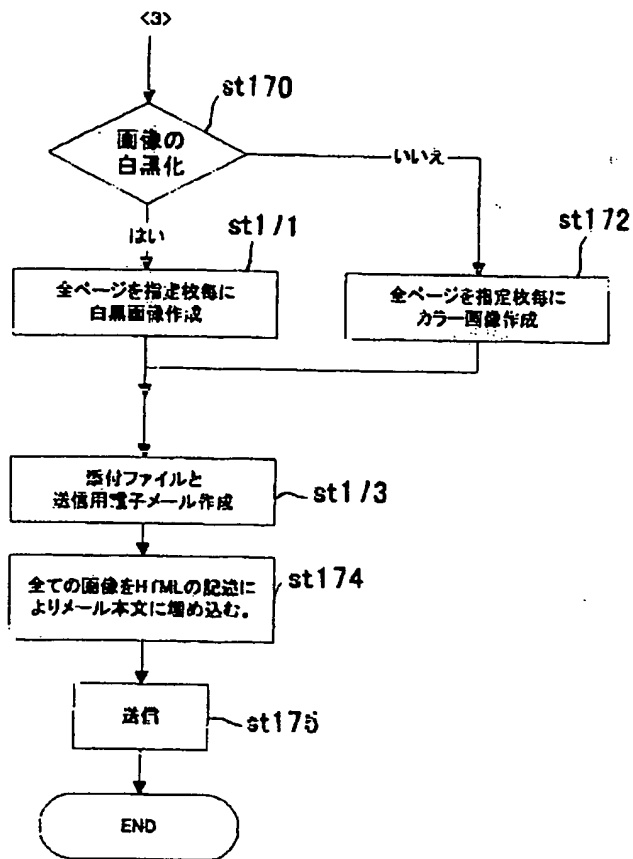 <3>
st170
画像の
白黒化
いいえ
はい
st1/1
st172
全ページを指定枚毎に
白黒画像作成
全ページを指定枚毎に
カラー画像作成
添付ファイルと
送信用電子メール作成
st1/3
全ての画像をHTMLの記述に
よりメール本文に埋め込む。
st174
送信
st175
END